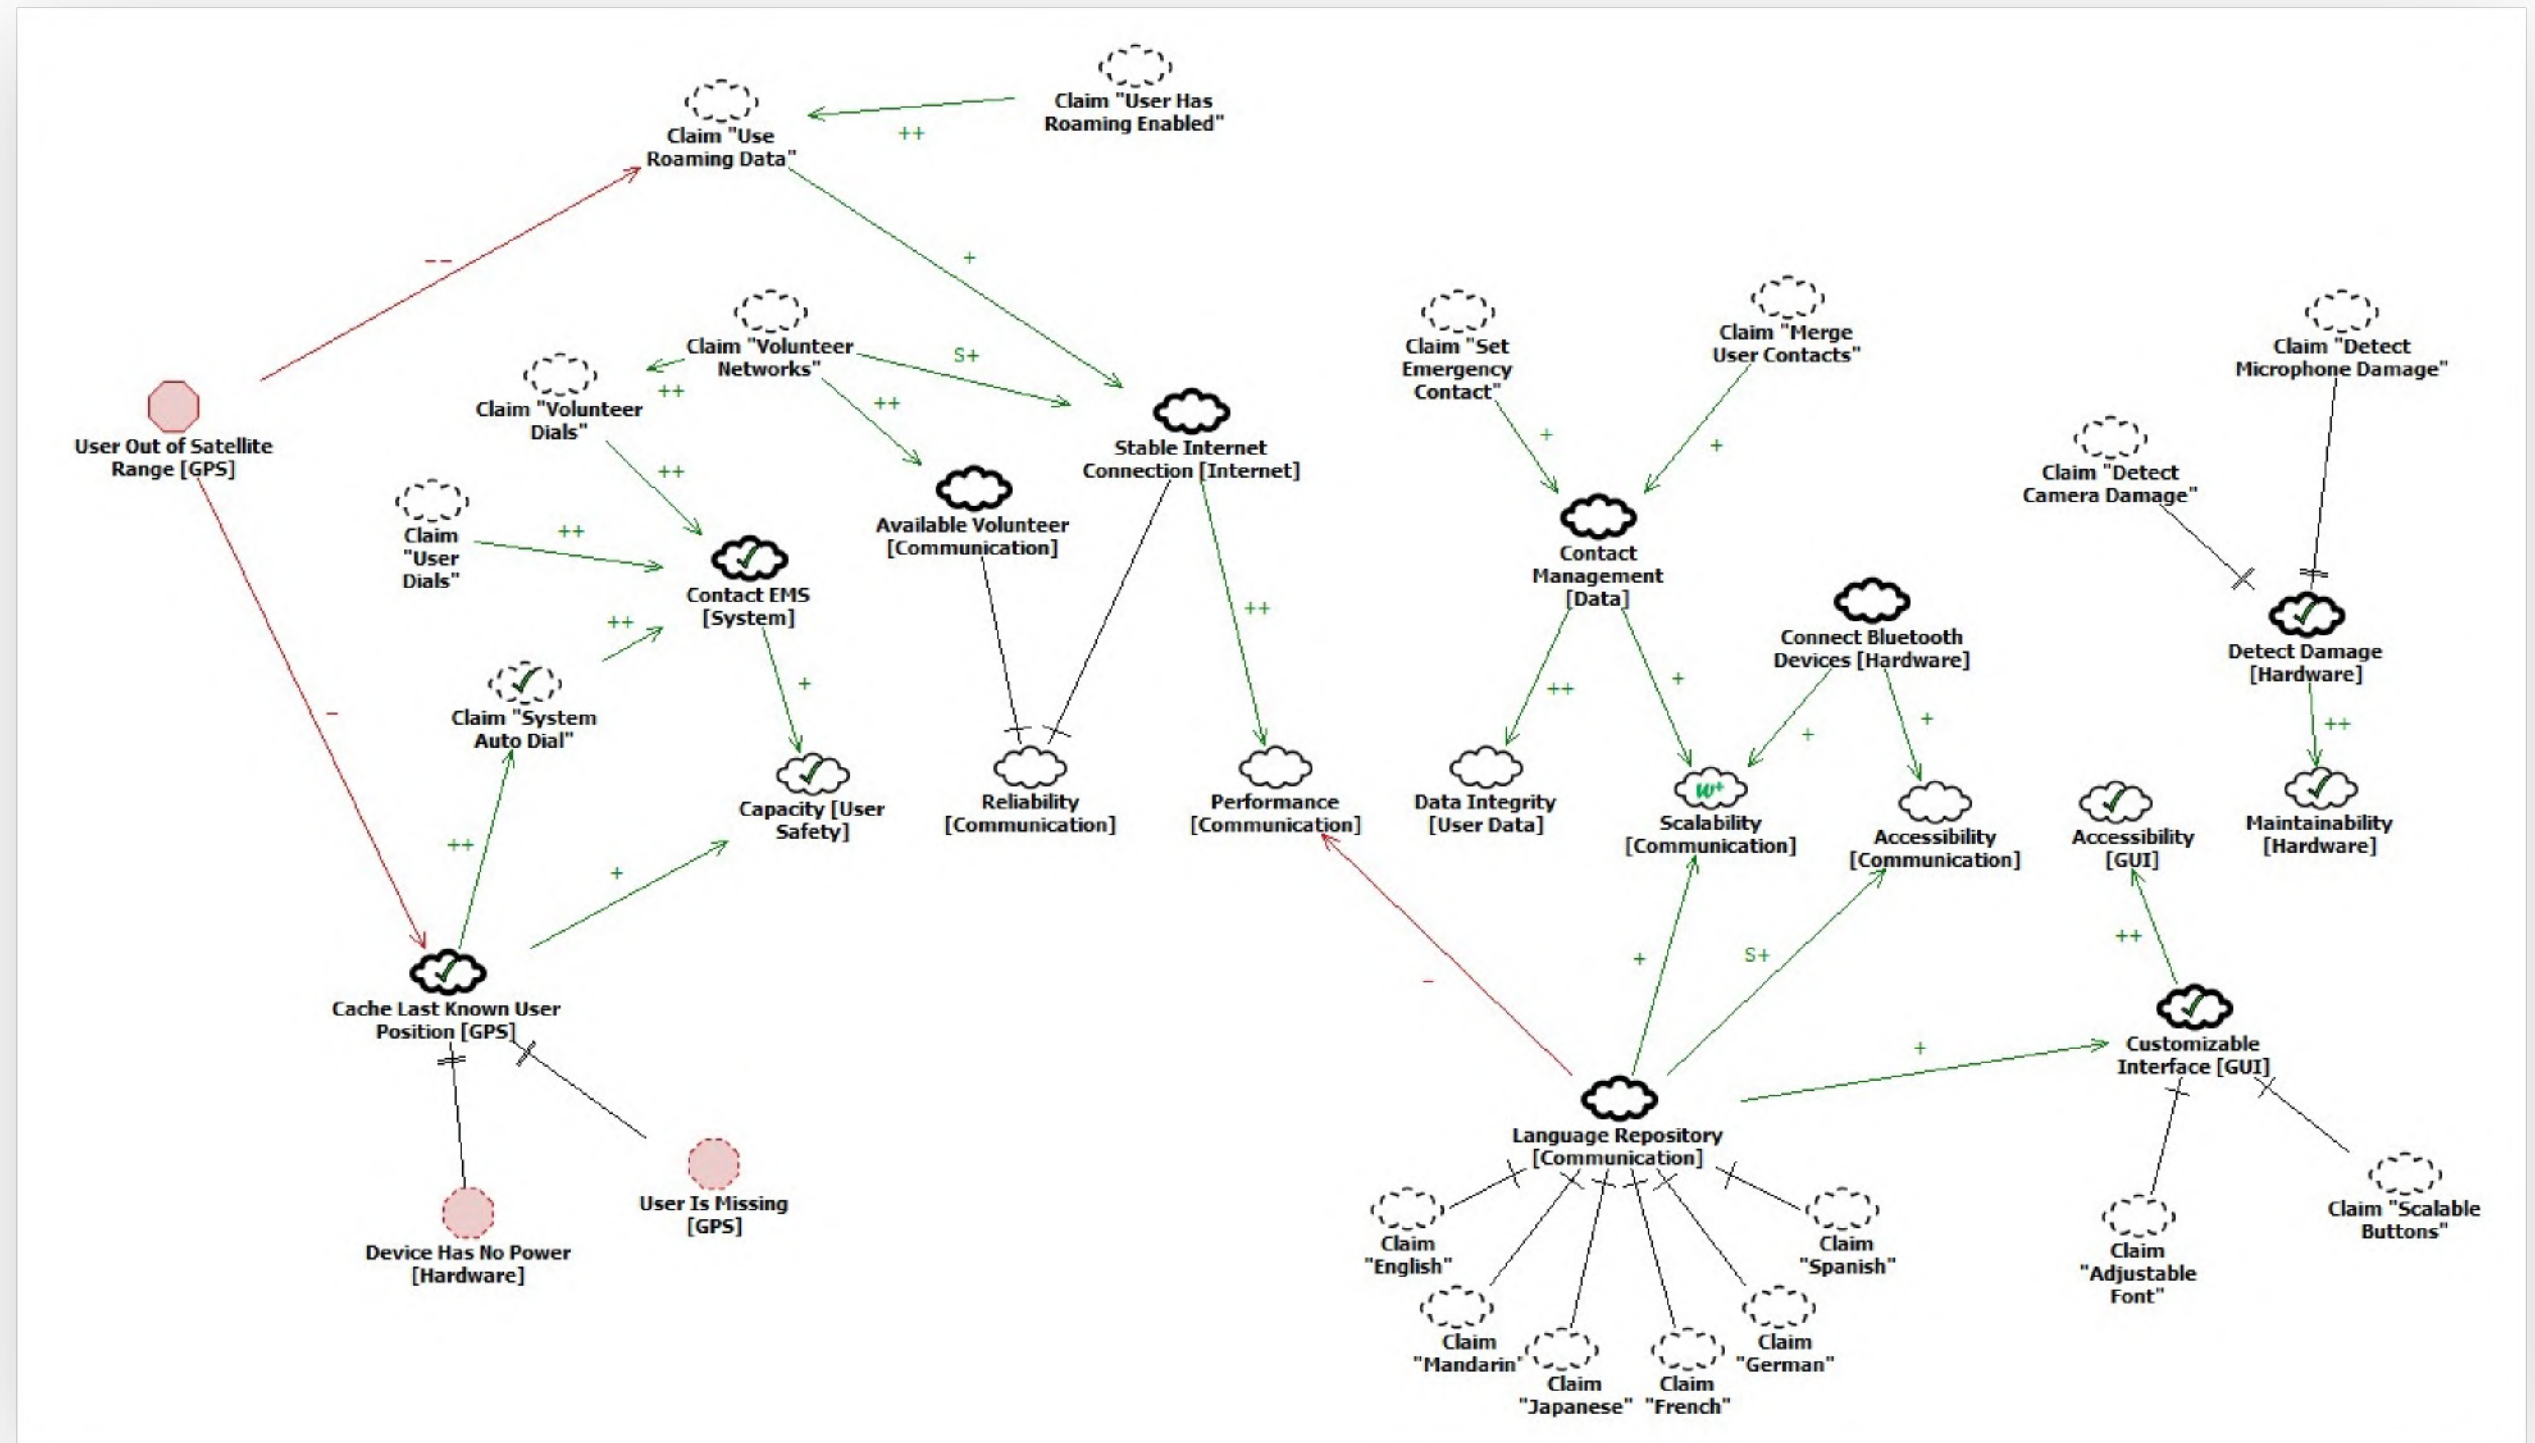 Claim "User Has
Roaming Enabled"
Claim "Use
Roaming Data"
++
--
+
Claim "Volunteer
Networks"
S+
++
++
Claim "Volunteer
Dials"
++
User Out of Satellite
Range [GPS]
Claim
"User
Dials"
++
Stable Internet
Connection [Internet]
Available Volunteer
[Communication]
Contact EMS
[System]
++
++
+
Claim "System
Auto Dial"
-
++
+
Capacity [User
Safety]
Reliability
[Communication]
Performance
[Communication]
Cache Last Known User
Position [GPS]
Device Has No Power
[Hardware]
User Is Missing
[GPS]
Claim "Set
Emergency
Contact"
Claim "Merge
User Contacts"
+
+
Contact
Management
[Data]
Connect Bluetooth
Devices [Hardware]
++
+
+
+
Data Integrity
[User Data]
W+
Scalability
[Communication]
Accessibility
[Communication]
Claim "Detect
Microphone Damage"
Claim "Detect
Camera Damage"
Detect Damage
[Hardware]
++
Accessibility
[GUI]
Maintainability
[Hardware]
-
+
S+
++
+
Customizable
Interface [GUI]
Language Repository
[Communication]
Claim
"English"
Claim
"Mandarin"
Claim
"Japanese"
Claim
"French"
Claim
"German"
Claim
"Spanish"
Claim
"Adjustable
Font"
Claim "Scalable
Buttons"